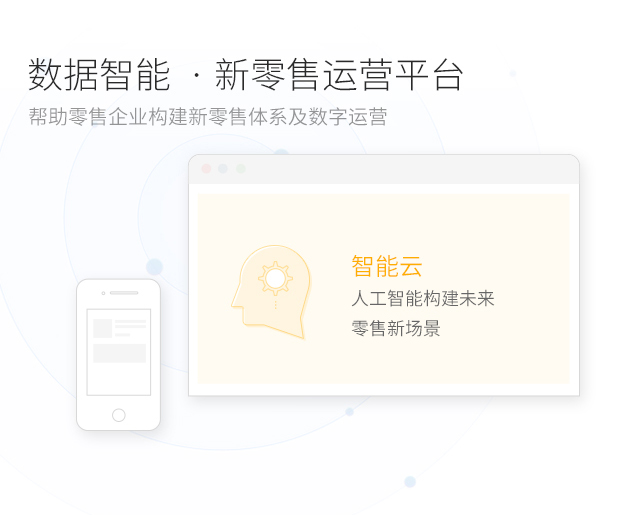 数据智能 · 新零售运营平台
帮助零售企业构建新零售体系及数字运营
智能云
人工智能构建未来
零售新场景